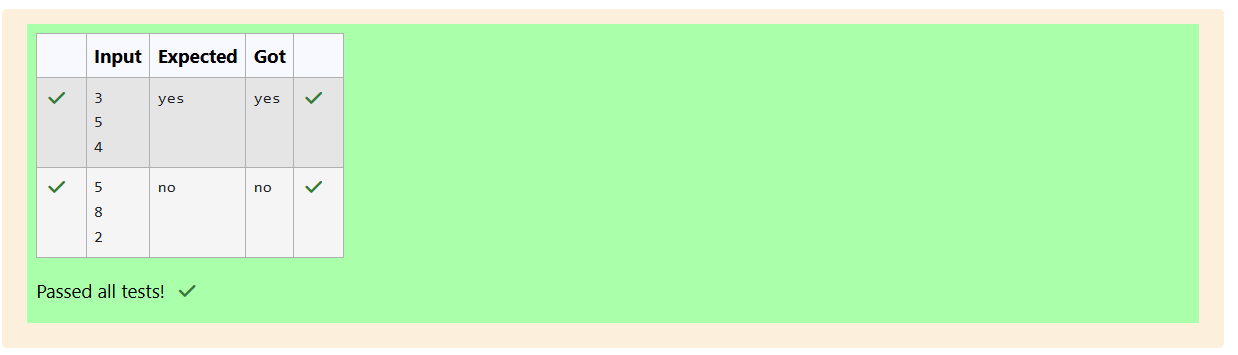 Input Expected Got
3 yes yes
5
4
5 no no
8
2
Passed all tests!